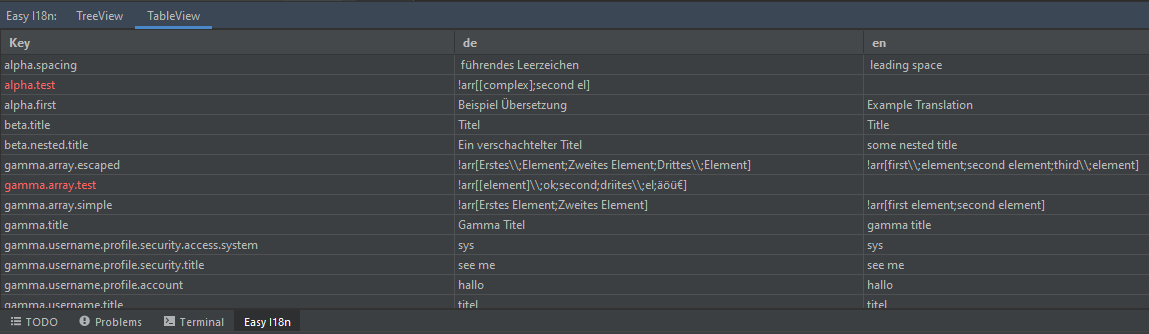 Easy I18n: TreeView TableView
Key de en
alpha.spacing führendes Leerzeichen leading space
alpha.test !arr[[complex];second el]
alpha.first Beispiel Übersetzung Example Translation
beta.title Titel Title
beta.nested.title Ein verschachtelter Titel some nested title
gamma.array.escaped !arr[Erstes\\;Element;Zweites Element;Drittes\\;Element] !arr[first\\;element;second element;third\\;element]
gamma.array.test !arr[[element]\\;ok;second;driites\\;el;äöü€]
gamma.array.simple !arr[Erstes Element;Zweites Element] !arr[first element;second element]
gamma.title Gamma Titel gamma title
gamma.username.profile.security.access.system sys sys
gamma.username.profile.security.title see me see me
gamma.username.profile.account hallo hallo
gamma.username.title titel titel
TODO Problems Terminal Easy I18n